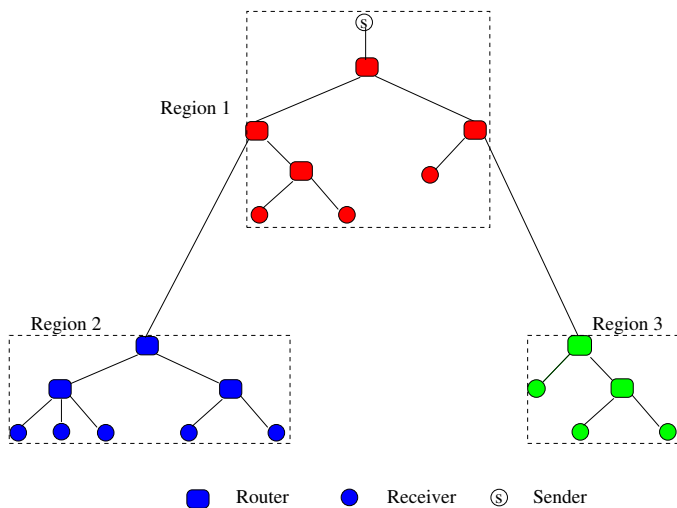 S
Region 1
Region 2
Region 3
Router
Receiver
S
Sender